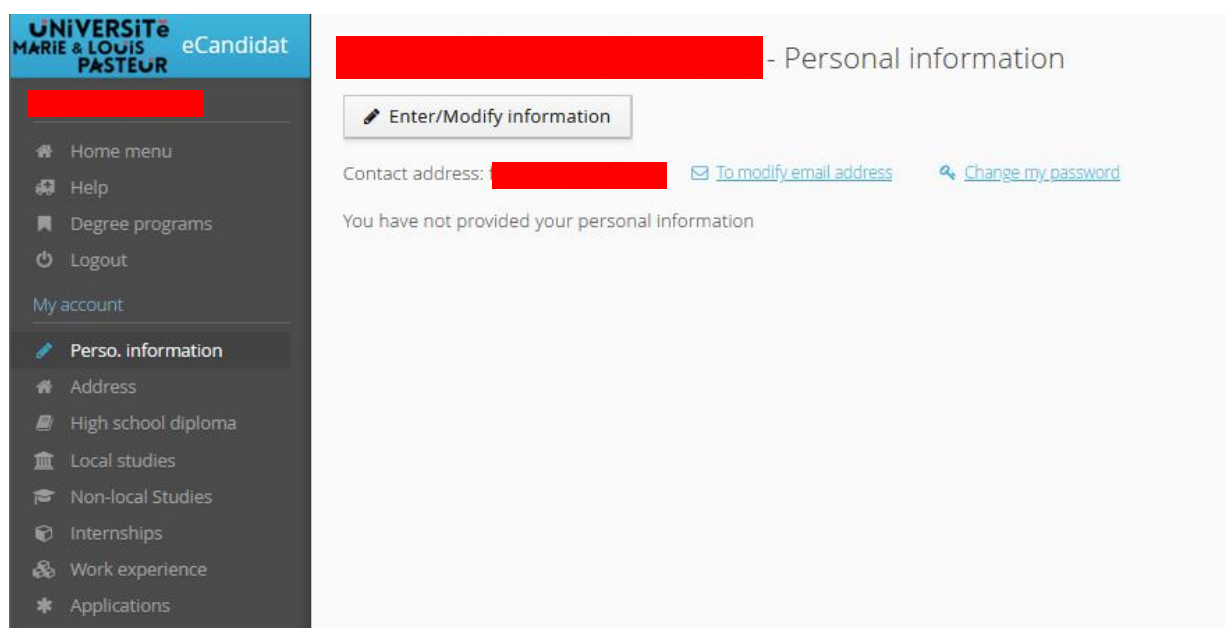 UNiVERSiTē
MARiE & LOUiS
PASTEUR
eCandidat
Home menu
Help
Degree programs
Logout
My account
Perso. information
Address
High school diploma
Local studies
Non-local Studies
Internships
Work experience
Applications
- Personal information
Enter/Modify information
Contact address: To modify email address Change my password
You have not provided your personal information